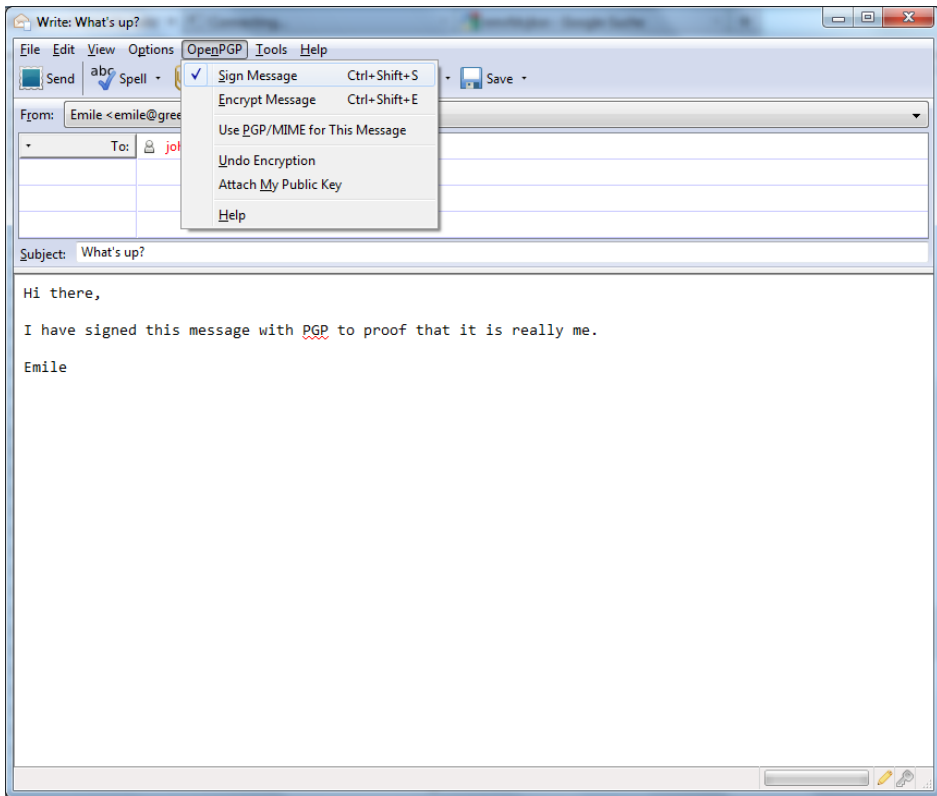 Write: What's up?
File Edit View Options OpenPGP Tools Help
Send abc Spell Save
✓ Sign Message Ctrl+Shift+S
Encrypt Message Ctrl+Shift+E
Use PGP/MIME for This Message
Undo Encryption
Attach My Public Key
Help
From: Emile <emile@gree
To: joh
Subject: What's up?
Hi there,
I have signed this message with PGP to proof that it is really me.
Emile